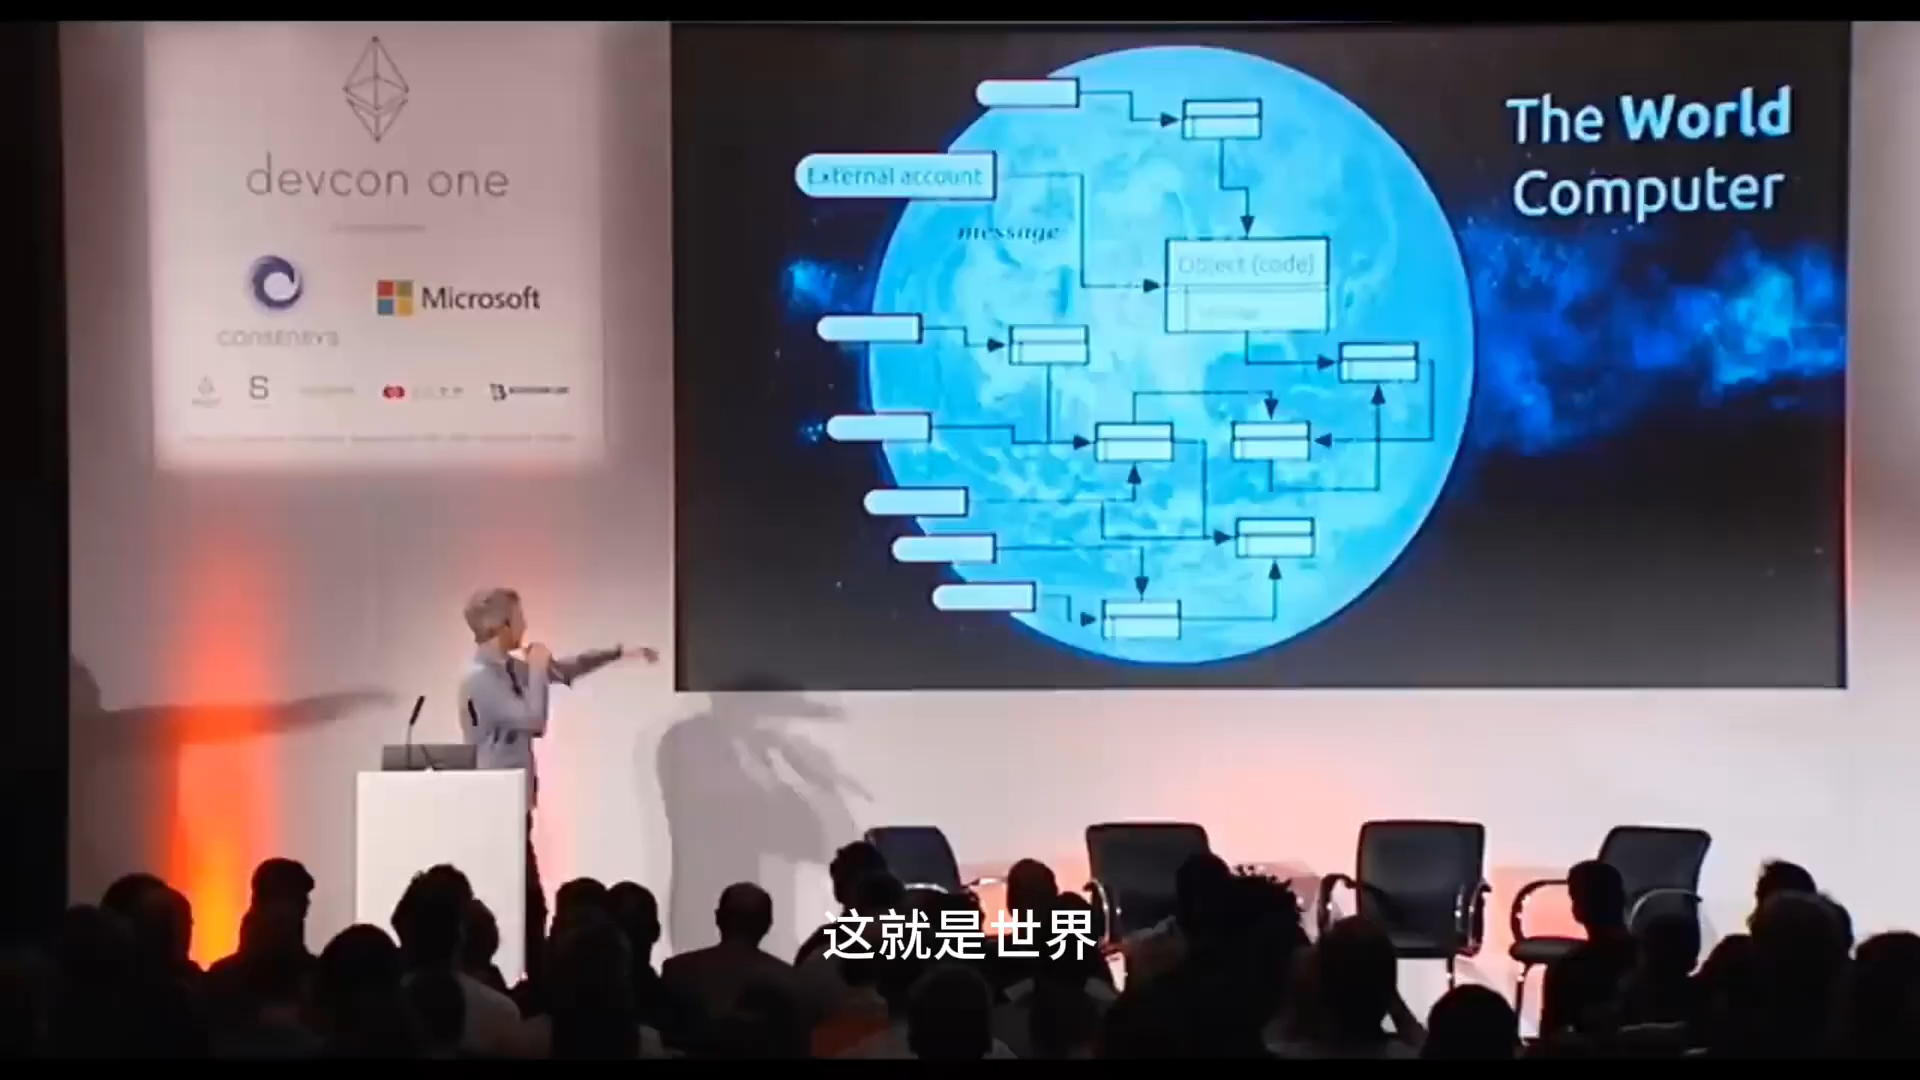 devcon one
CONSENSYS
Microsoft
S
The World
Computer
External account
message
Object (code)
这就是世界